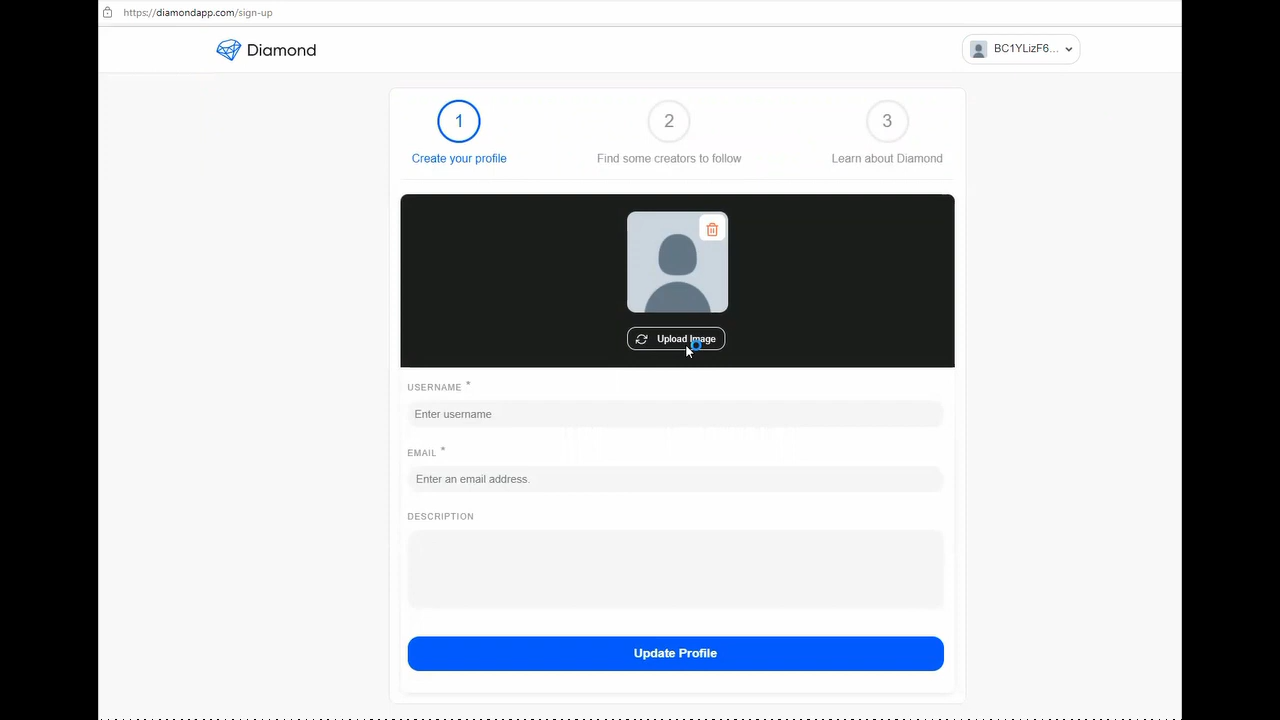 https://diamondapp.com/sign-up
Diamond
BC1YLizF6...
1
2
3
Create your profile
Find some creators to follow
Learn about Diamond
Upload Image
USERNAME *
Enter username
EMAIL *
Enter an email address.
DESCRIPTION
Update Profile